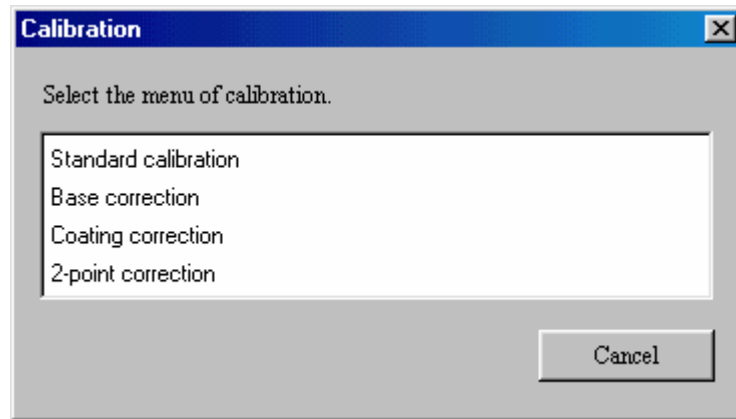 Calibration
Select the menu of calibration.
Standard calibration
Base correction
Coating correction
2-point correction
Cancel